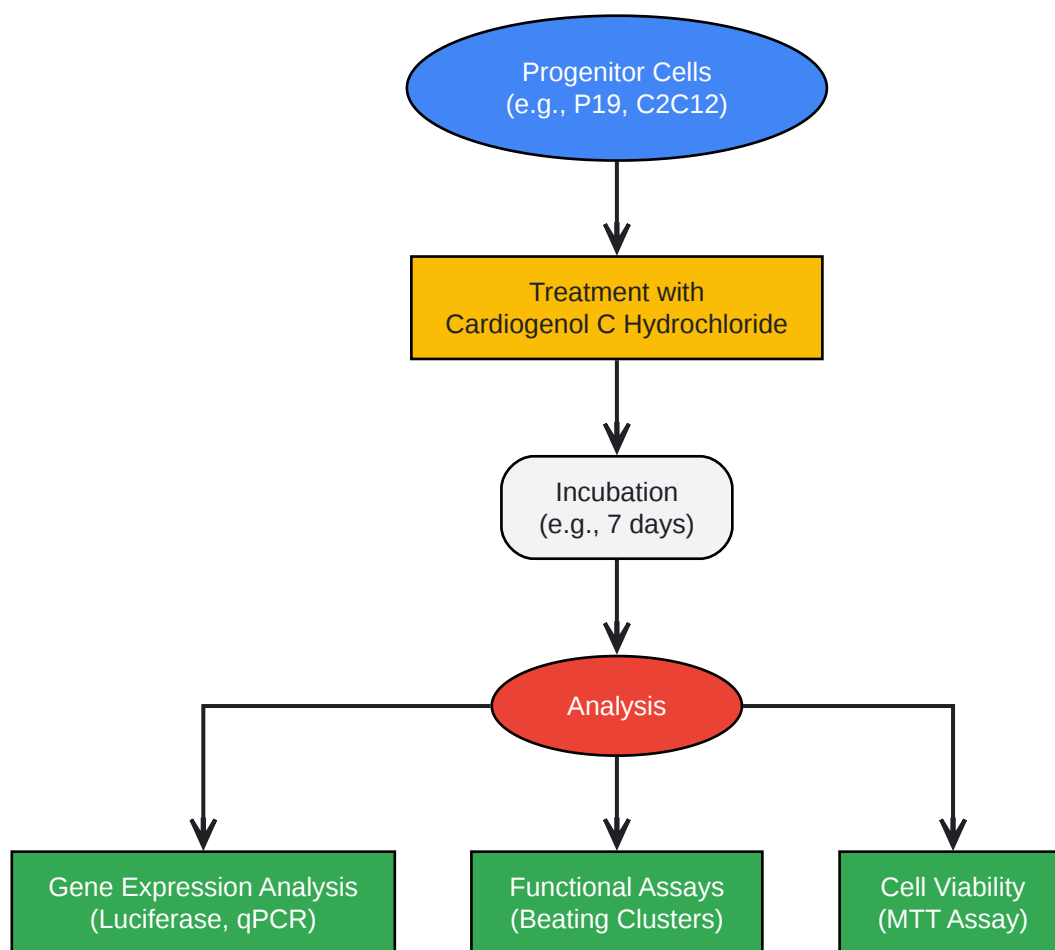 Progenitor Cells
(e.g., P19, C2C12)
Treatment with
Cardiogenol C Hydrochloride
Incubation
(e.g., 7 days)
Analysis
Gene Expression Analysis
(Luciferase, qPCR)
Functional Assays
(Beating Clusters)
Cell Viability
(MTT Assay)